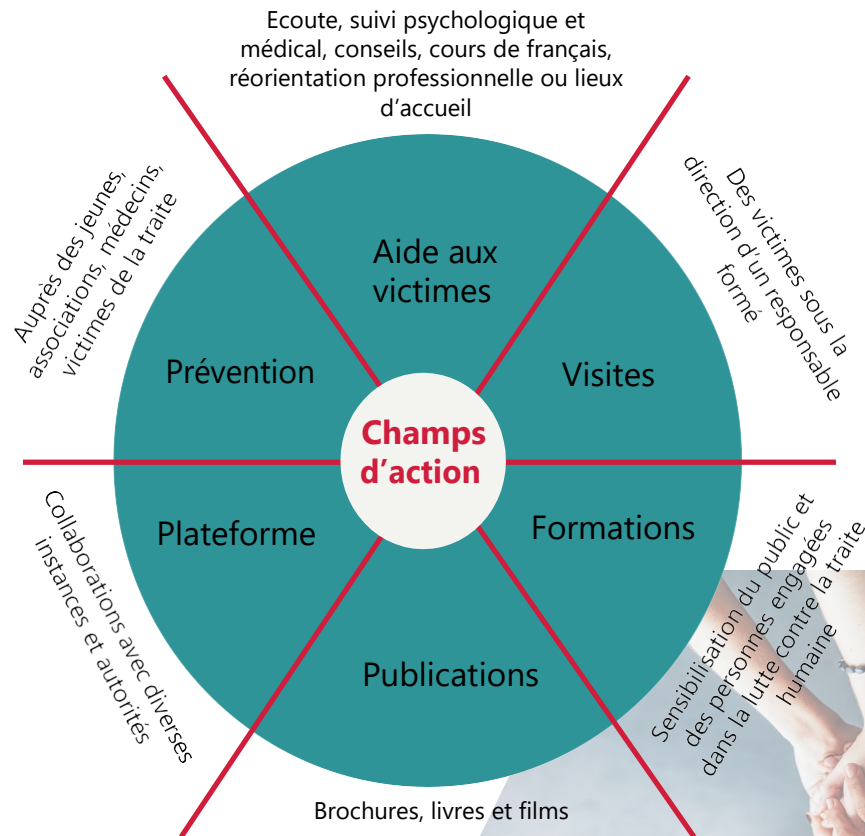 Ecoute, suivi psychologique et
médical, conseils, cours de français,
réorientation professionnelle ou lieux
d’accueil
Aide aux
victimes
Des victimes sous la
direction d’un responsable
formé
Visites
Sensibilisation du public et
des personnes engagées
dans la lutte contre la traite
humaine
Formations
Brochures, livres et films
Publications
Collaborations avec diverses
instances et autorités
Plateforme
Auprès des jeunes,
associations, médecins,
victimes de la traite
Prévention
Champs
d’action